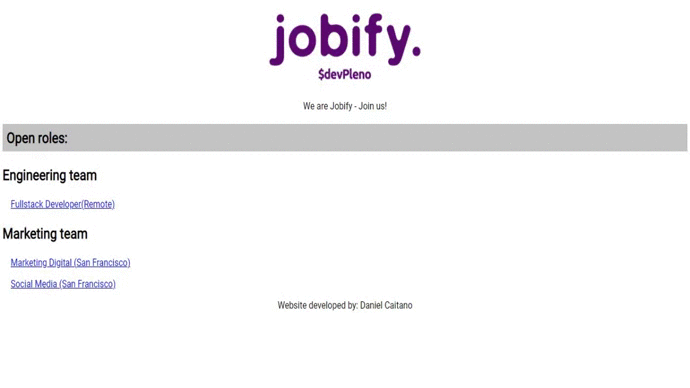 jobify.
$devPleno
We are Jobify - Join us!
Open roles:
Engineering team
Fullstack Developer(Remote)
Marketing team
Marketing Digital (San Francisco)
Social Media (San Francisco)
Website developed by: Daniel Caitano